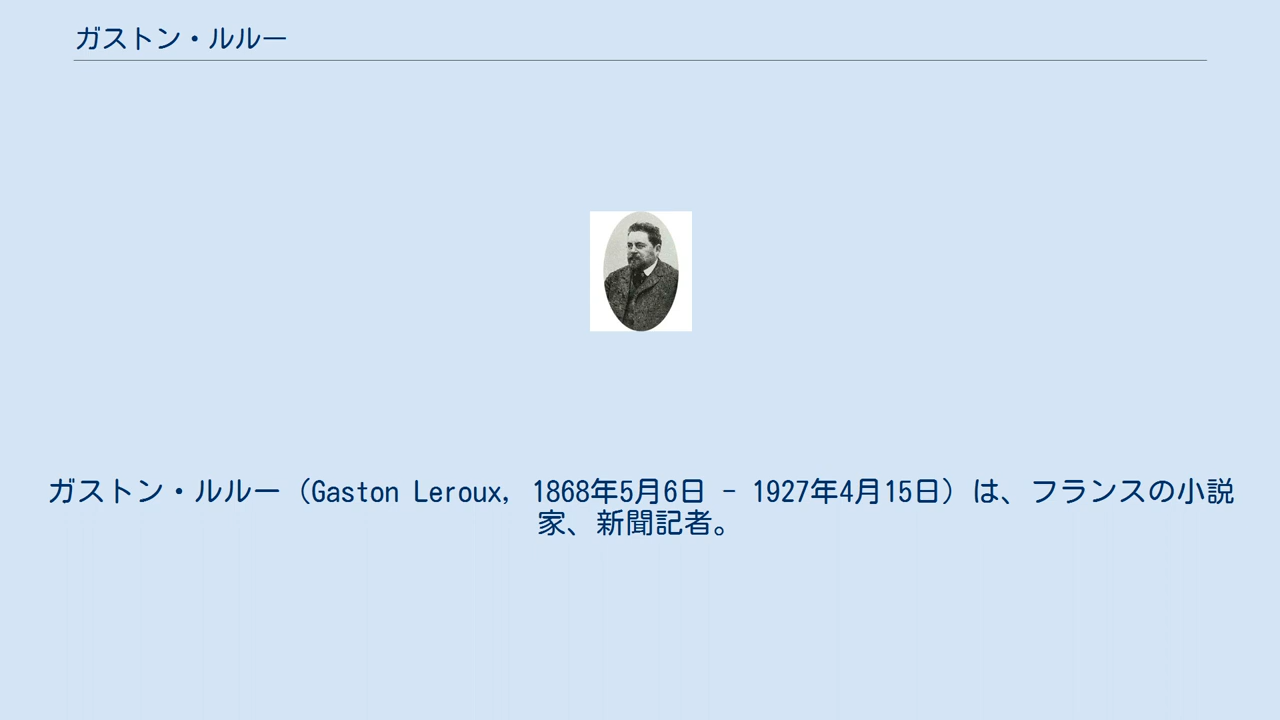 ガストン・ルルー
ガストン・ルルー（Gaston Leroux, 1868年5月6日 - 1927年4月15日）は、フランスの小説
家、新聞記者。